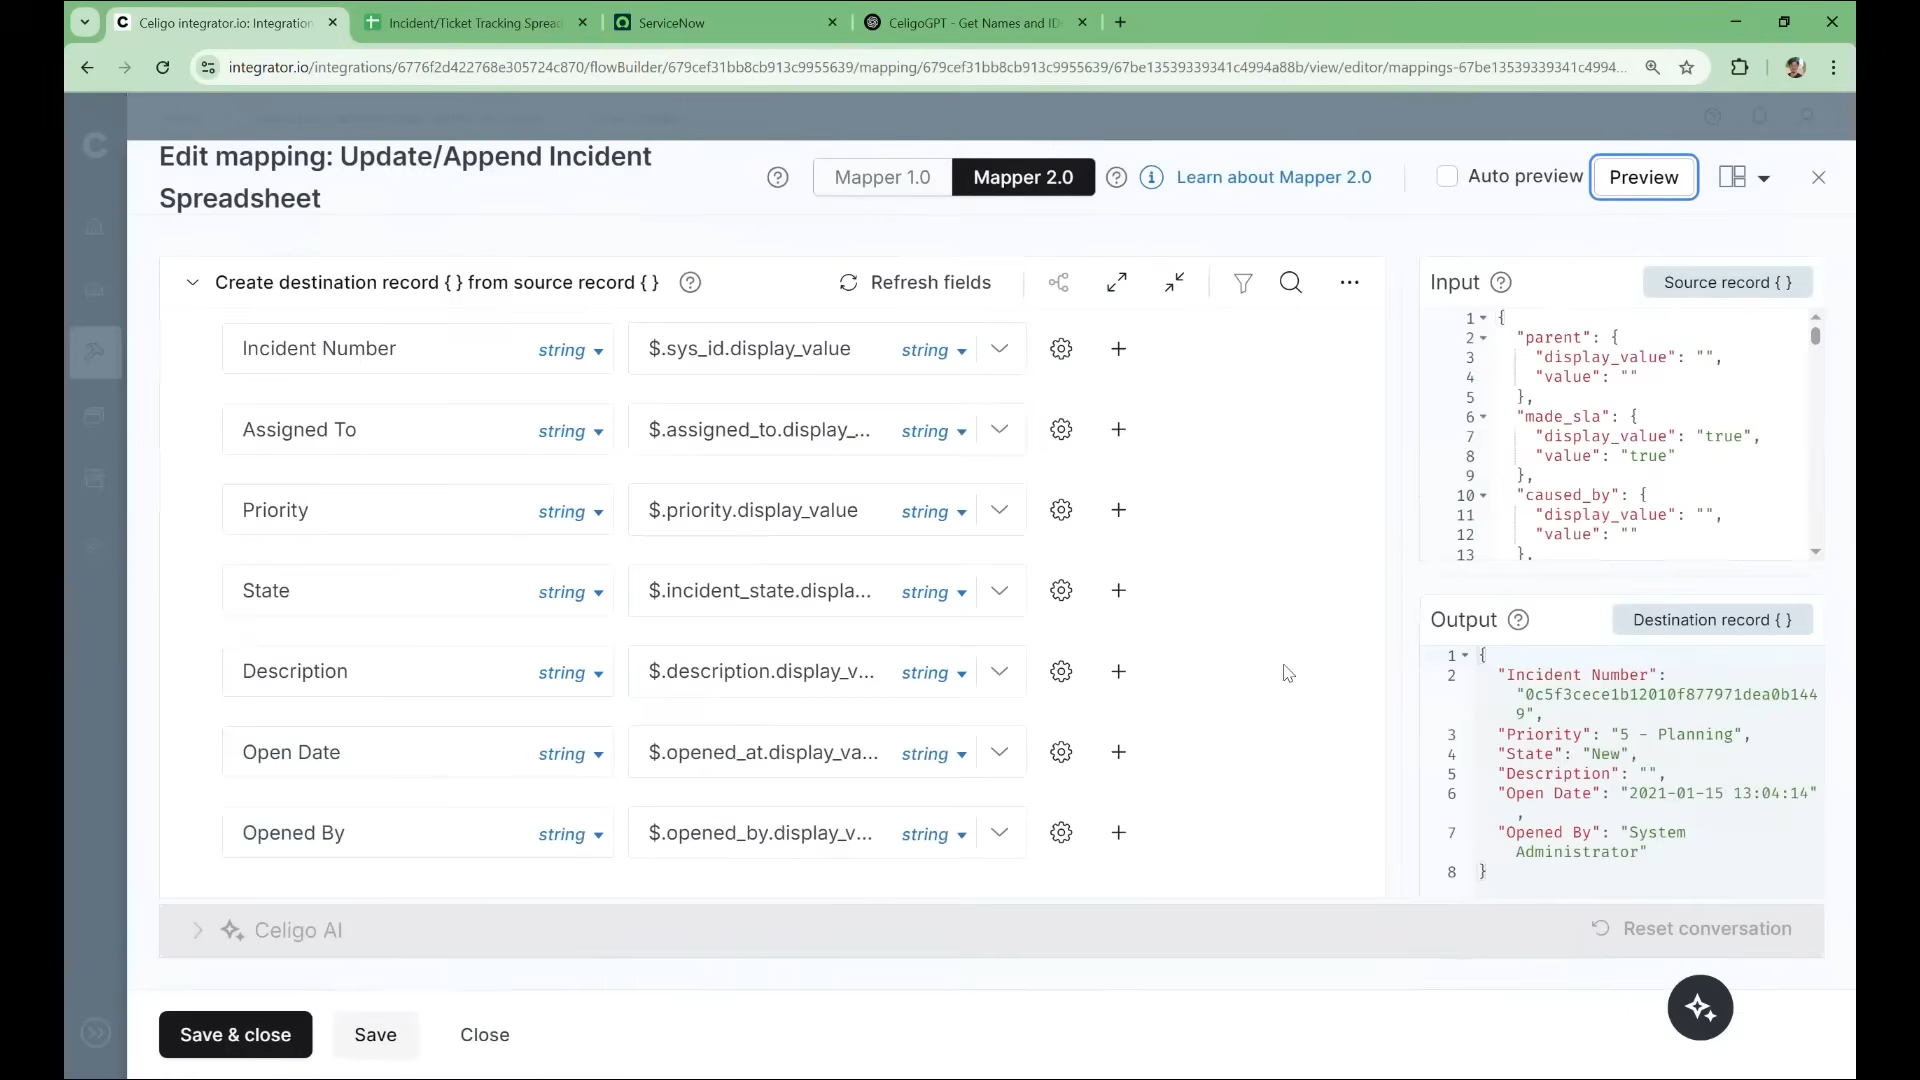 Celigo integrator.io: Integration
Incident/Ticket Tracking Spread
ServiceNow
CeligoGPT - Get Names and ID
integrator.io/integrations/6776f2d422768e305724c870/flowBuilder/679cef31bb8cb913c9955639/mapping/679cef31bb8cb913c9955639/67be13539339341c4994a88b/view/editor/mappings-67be13539339341c4994...
Edit mapping: Update/Append Incident
Spreadsheet
Mapper 1.0
Mapper 2.0
Learn about Mapper 2.0
Auto preview
Preview
Create destination record { } from source record { }
Refresh fields
Incident Number string $.sys_id.display_value string
Assigned To string $.assigned_to.display_... string
Priority string $.priority.display_value string
State string $.incident_state.displa... string
Description string $.description.display_v... string
Open Date string $.opened_at.display_va... string
Opened By string $.opened_by.display_v... string
Input
Source record { }
1 {
2 "parent": {
3 "display_value": "",
4 "value": ""
5 },
6 "made_sla": {
7 "display_value": "true",
8 "value": "true"
9 },
10 "caused_by": {
11 "display_value": "",
12 "value": ""
13 },
Output
Destination record { }
1 {
2 "Incident Number":
"0c5f3cece1b12010f877971dea0b144
9",
3 "Priority": "5 - Planning",
4 "State": "New",
5 "Description": "",
6 "Open Date": "2021-01-15 13:04:14"
,
7 "Opened By": "System
Administrator"
8 }
Celigo AI
Reset conversation
Save & close
Save
Close